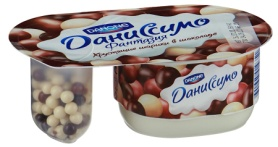 DANONE
Даниссимо
Фантазия
Хрустящие шарики в шоколаде
DANONE
Даниссимо